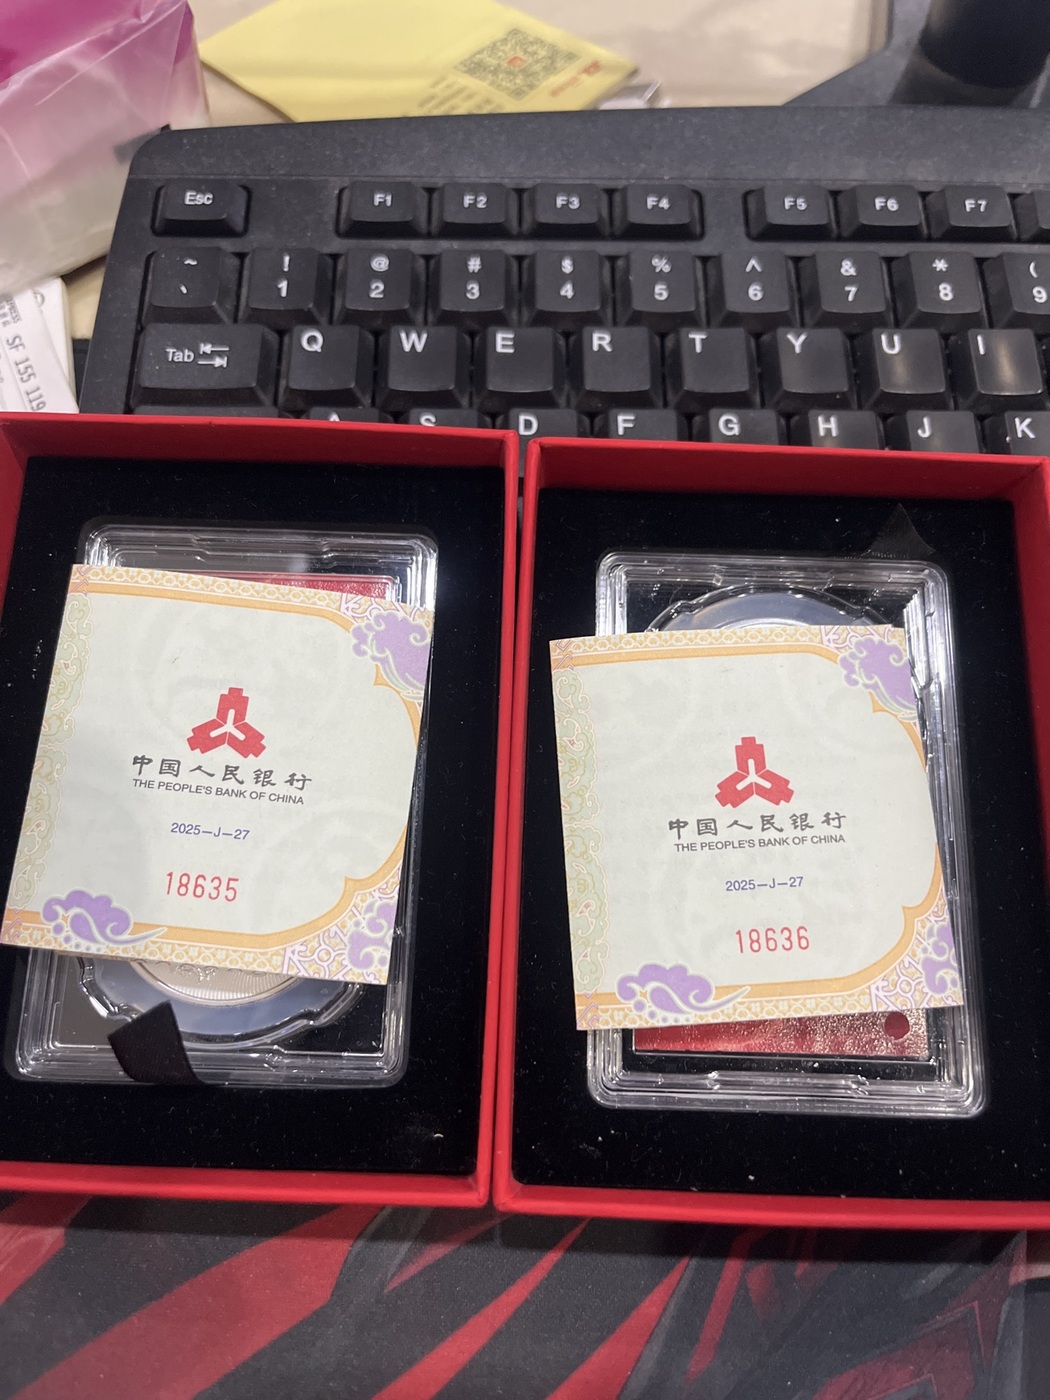 Esc F1 F2 F3 F4 F5 F6 F7
~ ! @ # $ % ^ & * (
` 1 2 3 4 5 6 7 8 9
Tab Q W E R T Y U I
A S D F G H J K
SF 155 119
中国人民银行
THE PEOPLE'S BANK OF CHINA
2025—J—27
18635
中国人民银行
THE PEOPLE'S BANK OF CHINA
2025—J—27
18636